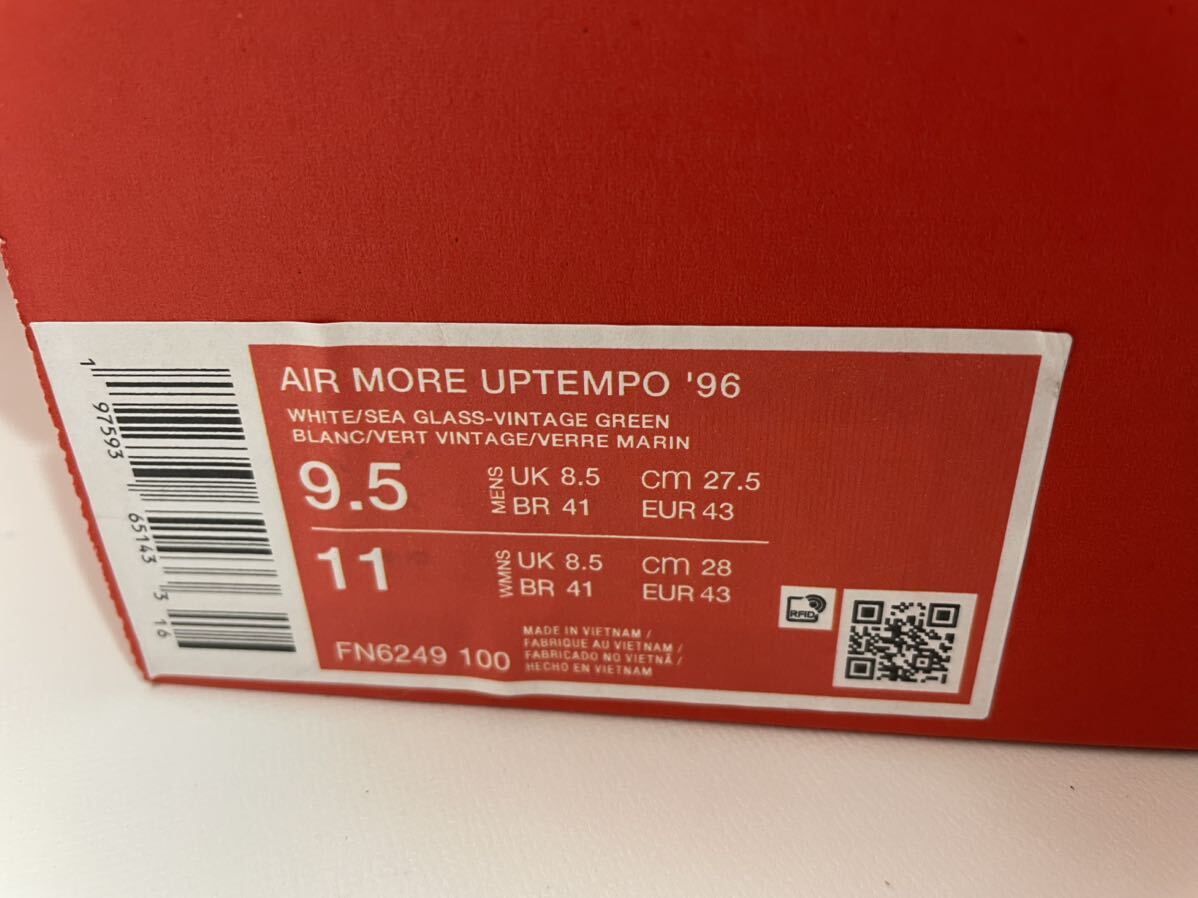 AIR MORE UPTEMPO '96
WHITE/SEA GLASS-VINTAGE GREEN
BLANC/VERT VINTAGE/VERRE MARIN
9.5 MENS UK 8.5 cm 27.5
BR 41 EUR 43
11 WMNS UK 8.5 cm 28
BR 41 EUR 43
FN6249 100
MADE IN VIETNAM /
FABRIQUE AU VIETNAM /
FABRICADO NO VIETNÃ /
HECHO EN VIETNAM
RFID
1 97593 65143 3 16